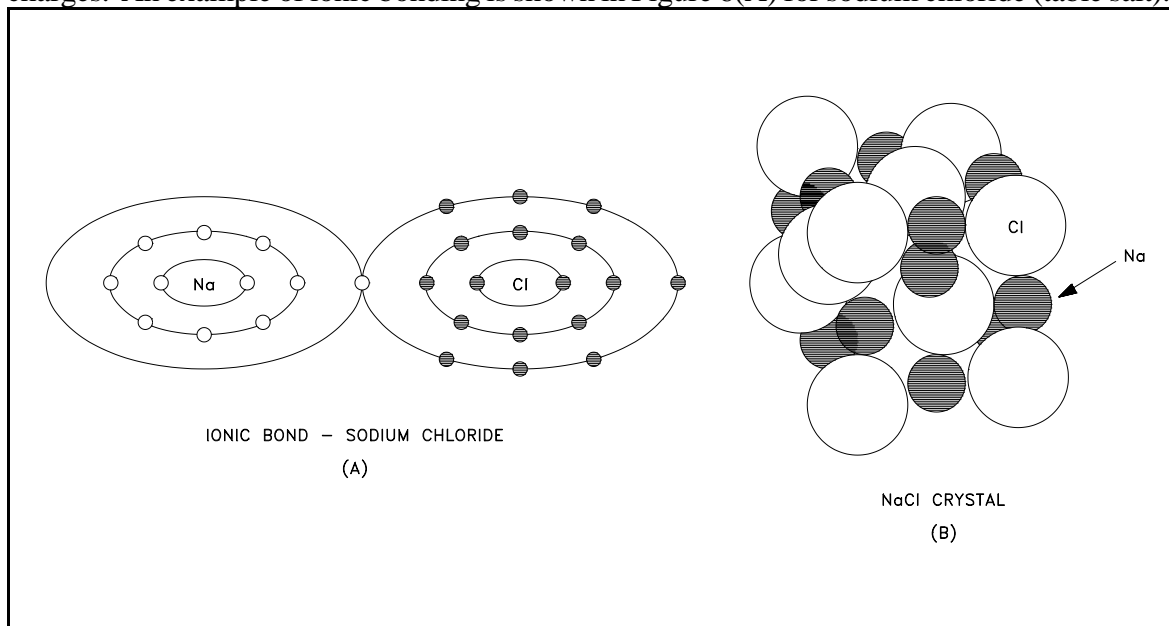 charges. An example of ionic bonding is shown in Figure 6(A) for sodium chloride (table salt).
Na
Cl
IONIC BOND – SODIUM CHLORIDE
(A)
Cl
Na
NaCl CRYSTAL
(B)